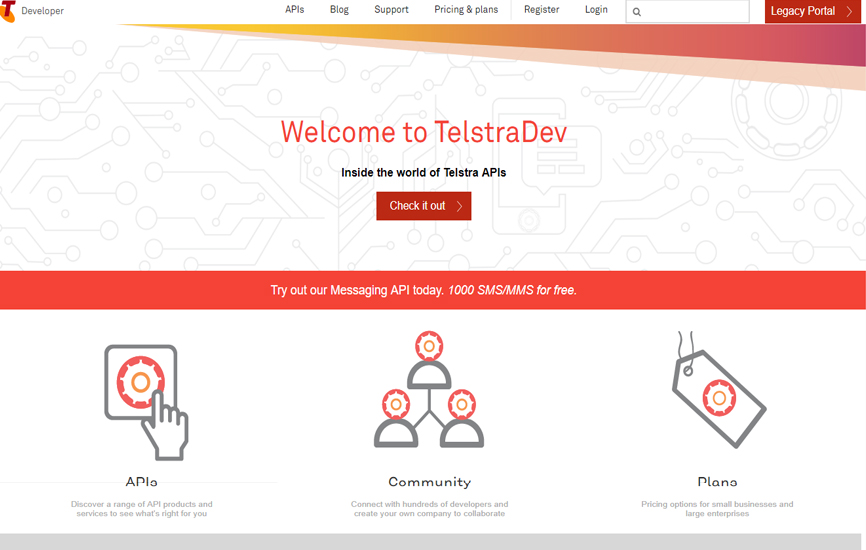 T Developer
APIs Blog Support Pricing & plans Register Login Legacy Portal
Welcome to TelstraDev
Inside the world of Telstra APIs
Check it out
Try out our Messaging API today. 1000 SMS/MMS for free.
APIs
Discover a range of API products and
services to see what's right for you
Community
Connect with hundreds of developers and
create your own company to collaborate
Plans
Pricing options for small businesses and
large enterprises